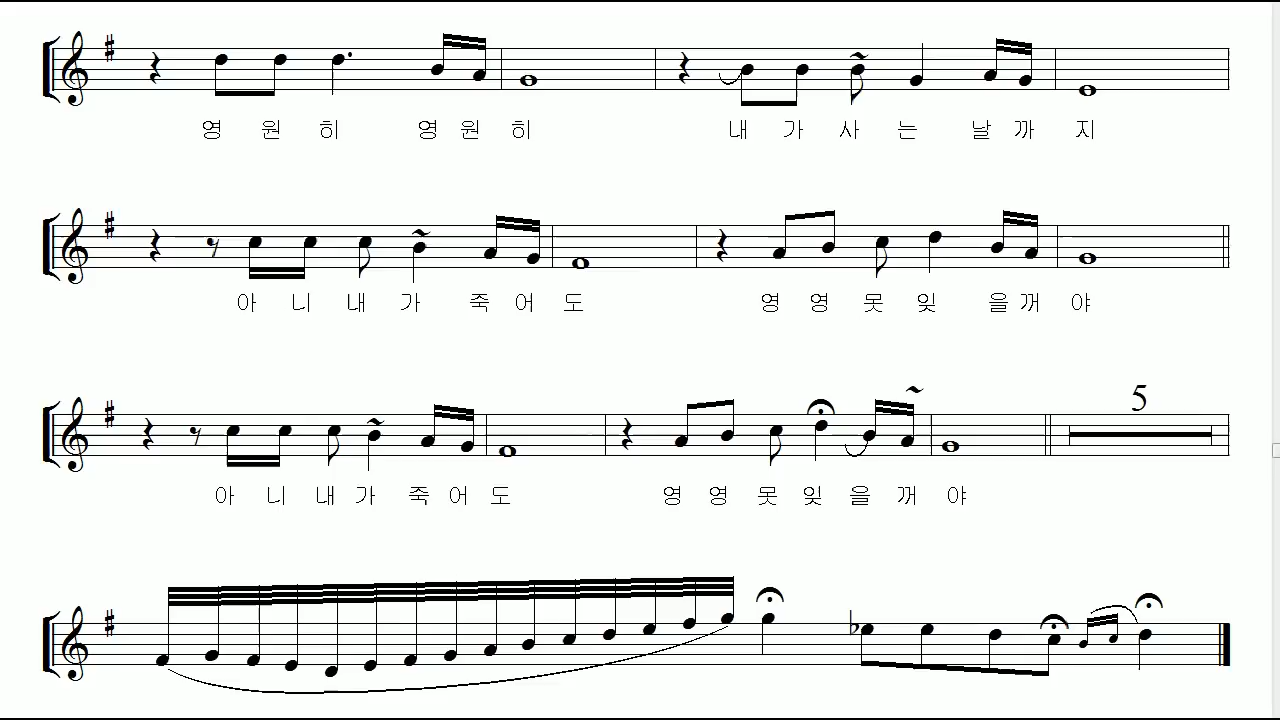 영 원 히 영 원 히 내 가 사 는 날 까 지
아 니 내 가 죽 어 도 영 영 못 잊 을 꺼 야
5
아 니 내 가 죽 어 도 영 영 못 잊 을 꺼 야